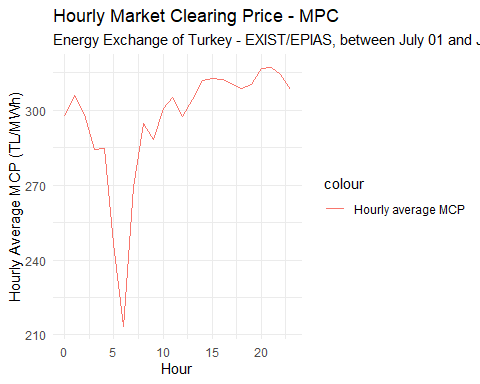 Hourly Market Clearing Price - MPC
Energy Exchange of Turkey - EXIST/EPIAS, between July 01 and
Hourly Average MCP (TL/MWh)
300
270
240
210
0
5
10
15
20
Hour
colour
Hourly average MCP